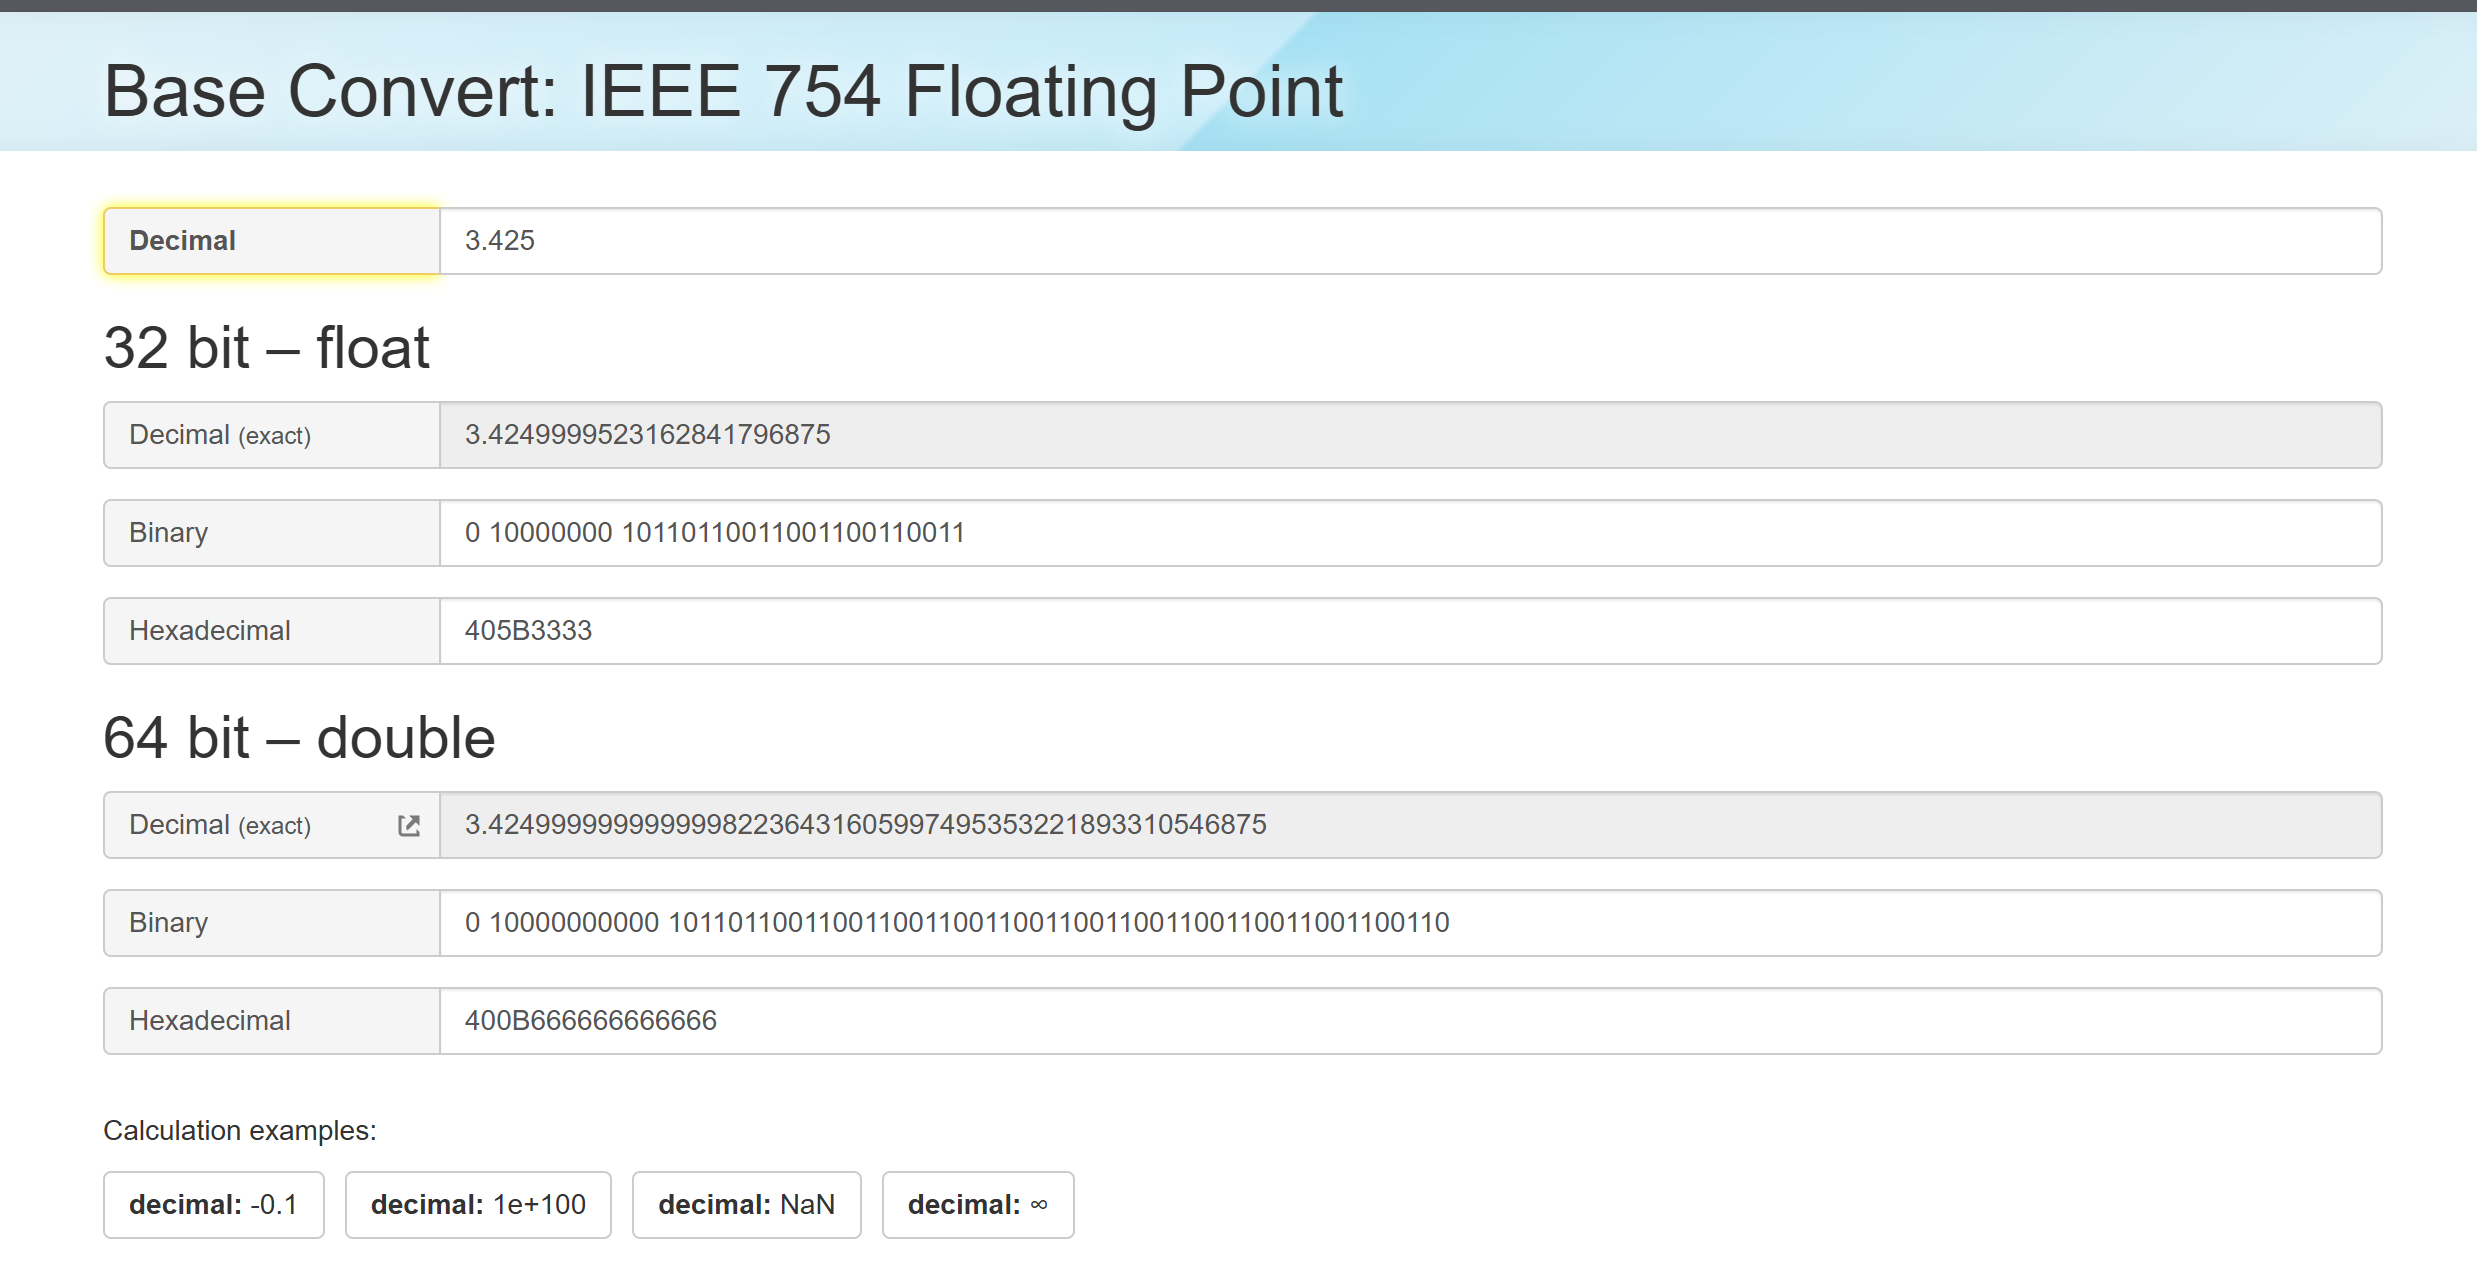 Base Convert: IEEE 754 Floating Point
Decimal 3.425
32 bit – float
Decimal (exact) 3.4249999523162841796875
Binary 0 10000000 10110110011001100110011
Hexadecimal 405B3333
64 bit – double
Decimal (exact) 3.42499999999999982236431605997495353221893310546875
Binary 0 10000000000 1011011001100110011001100110011001100110011001100110
Hexadecimal 400B666666666666
Calculation examples:
decimal: -0.1 decimal: 1e+100 decimal: NaN decimal: ∞